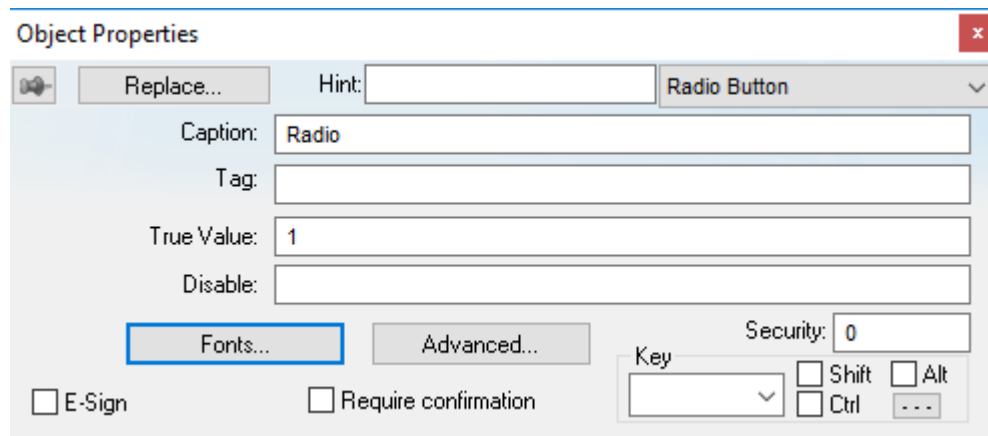 Object Properties
x
Replace... Hint: Radio Button
Caption: Radio
Tag:
True Value: 1
Disable:
Fonts... Advanced... Security: 0
Key
Shift Alt
E-Sign Require confirmation Ctrl ...